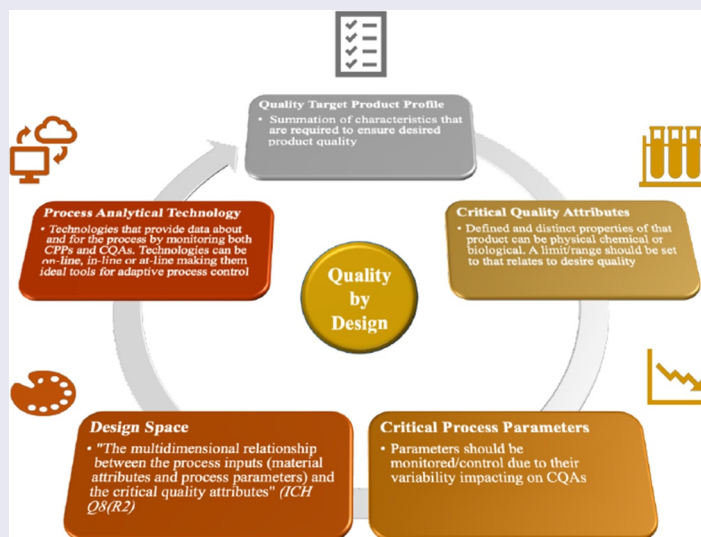 Quality Target Product Profile
• Summation of characteristics that
are required to ensure desired
product quality
Process Analytical Technology
• Technologies that provide data about
and for the process by monitoring both
CPPs and CQAs. Technologies can be
on-line, in-line or at-line making them
ideal tools for adaptive process control
Critical Quality Attributes
• Defined and distinct properties of that
product can be physical chemical or
biological. A limit/range should be set
to that relates to desire quality
Quality
by
Design
Design Space
• "The multidimensional relationship
between the process inputs (material
attributes and process parameters) and
the critical quality attributes" (ICH
Q8(R2)
Critical Process Parameters
• Parameters should be
monitored/control due to their
variability impacting on CQAs